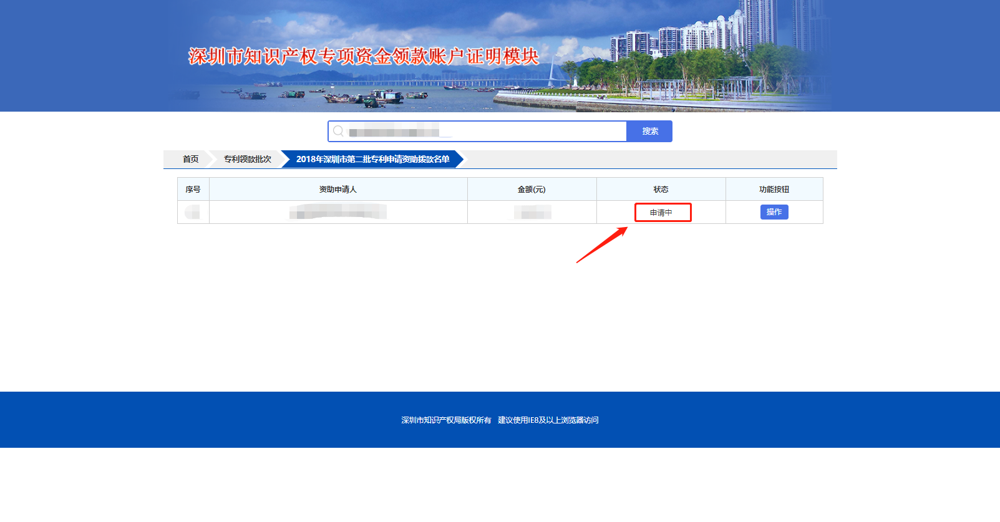 深圳市知识产权专项资金领款账户证明模块
搜索
首页 专利领款批次 2018年深圳市第二批专利申请资助拨款名单
序号 资助申请人 金额(元) 状态 功能按钮
申请中 操作
深圳市知识产权局版权所有 建议使用IE8及以上浏览器访问